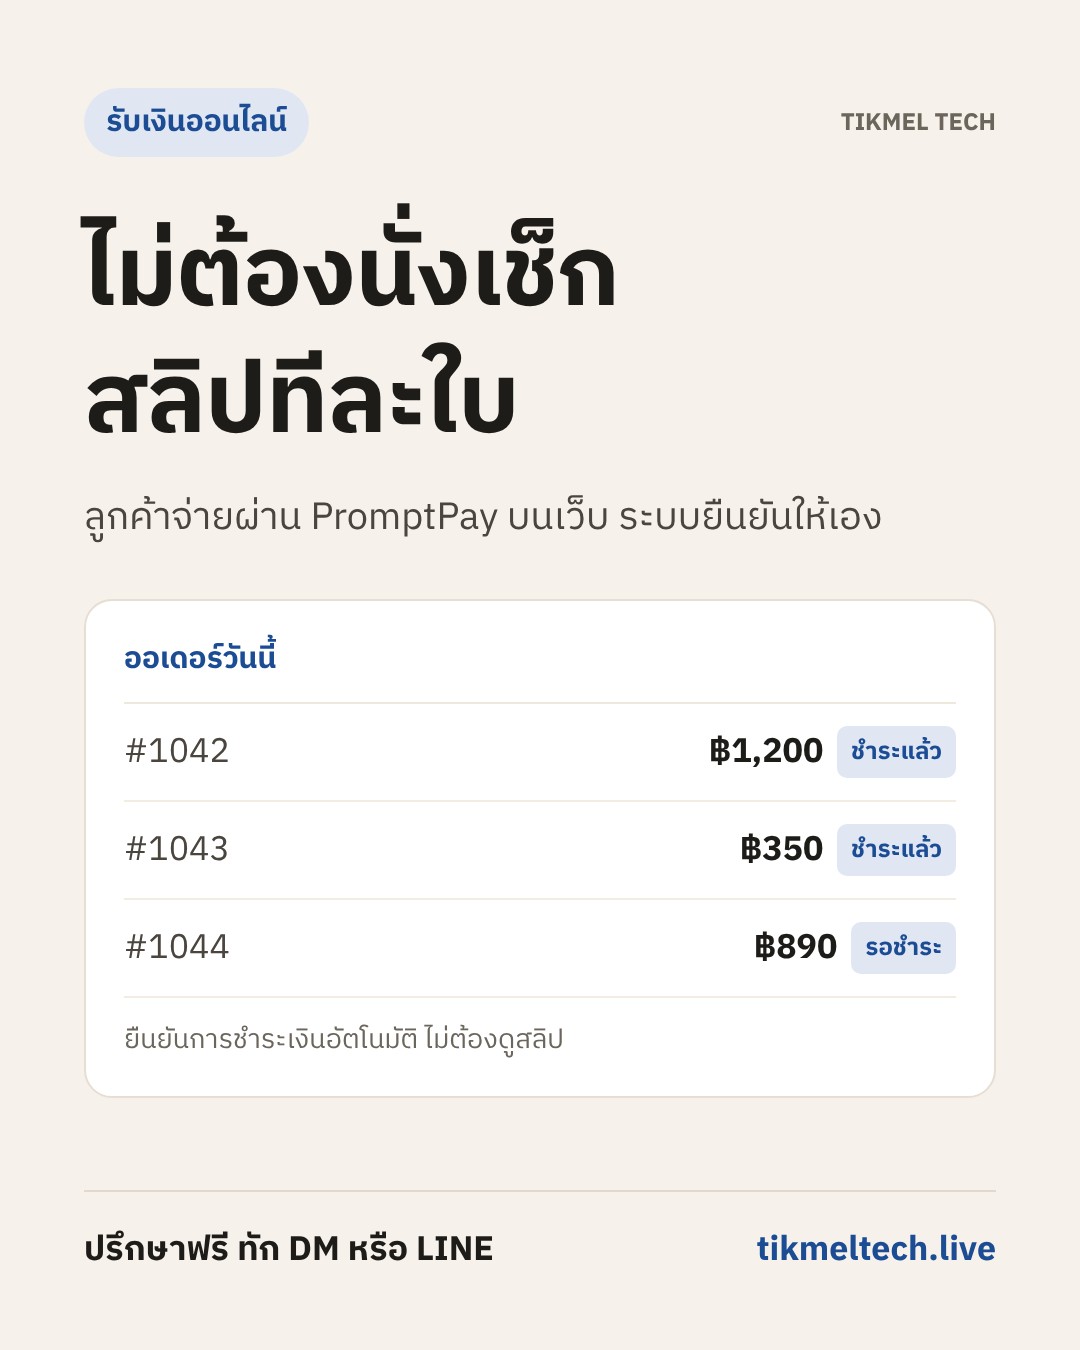 รับเงินออนไลน์
TIKMEL TECH
ไม่ต้องนั่งเช็ก
สลิปทีละใบ
ลูกค้าจ่ายผ่าน PromptPay บนเว็บ ระบบยืนยันให้เอง
ออเดอร์วันนี้
#1042 ฿1,200 ชำระแล้ว
#1043 ฿350 ชำระแล้ว
#1044 ฿890 รอชำระ
ยืนยันการชำระเงินอัตโนมัติ ไม่ต้องดูสลิป
ปรึกษาฟรี ทัก DM หรือ LINE
tikmeltech.live